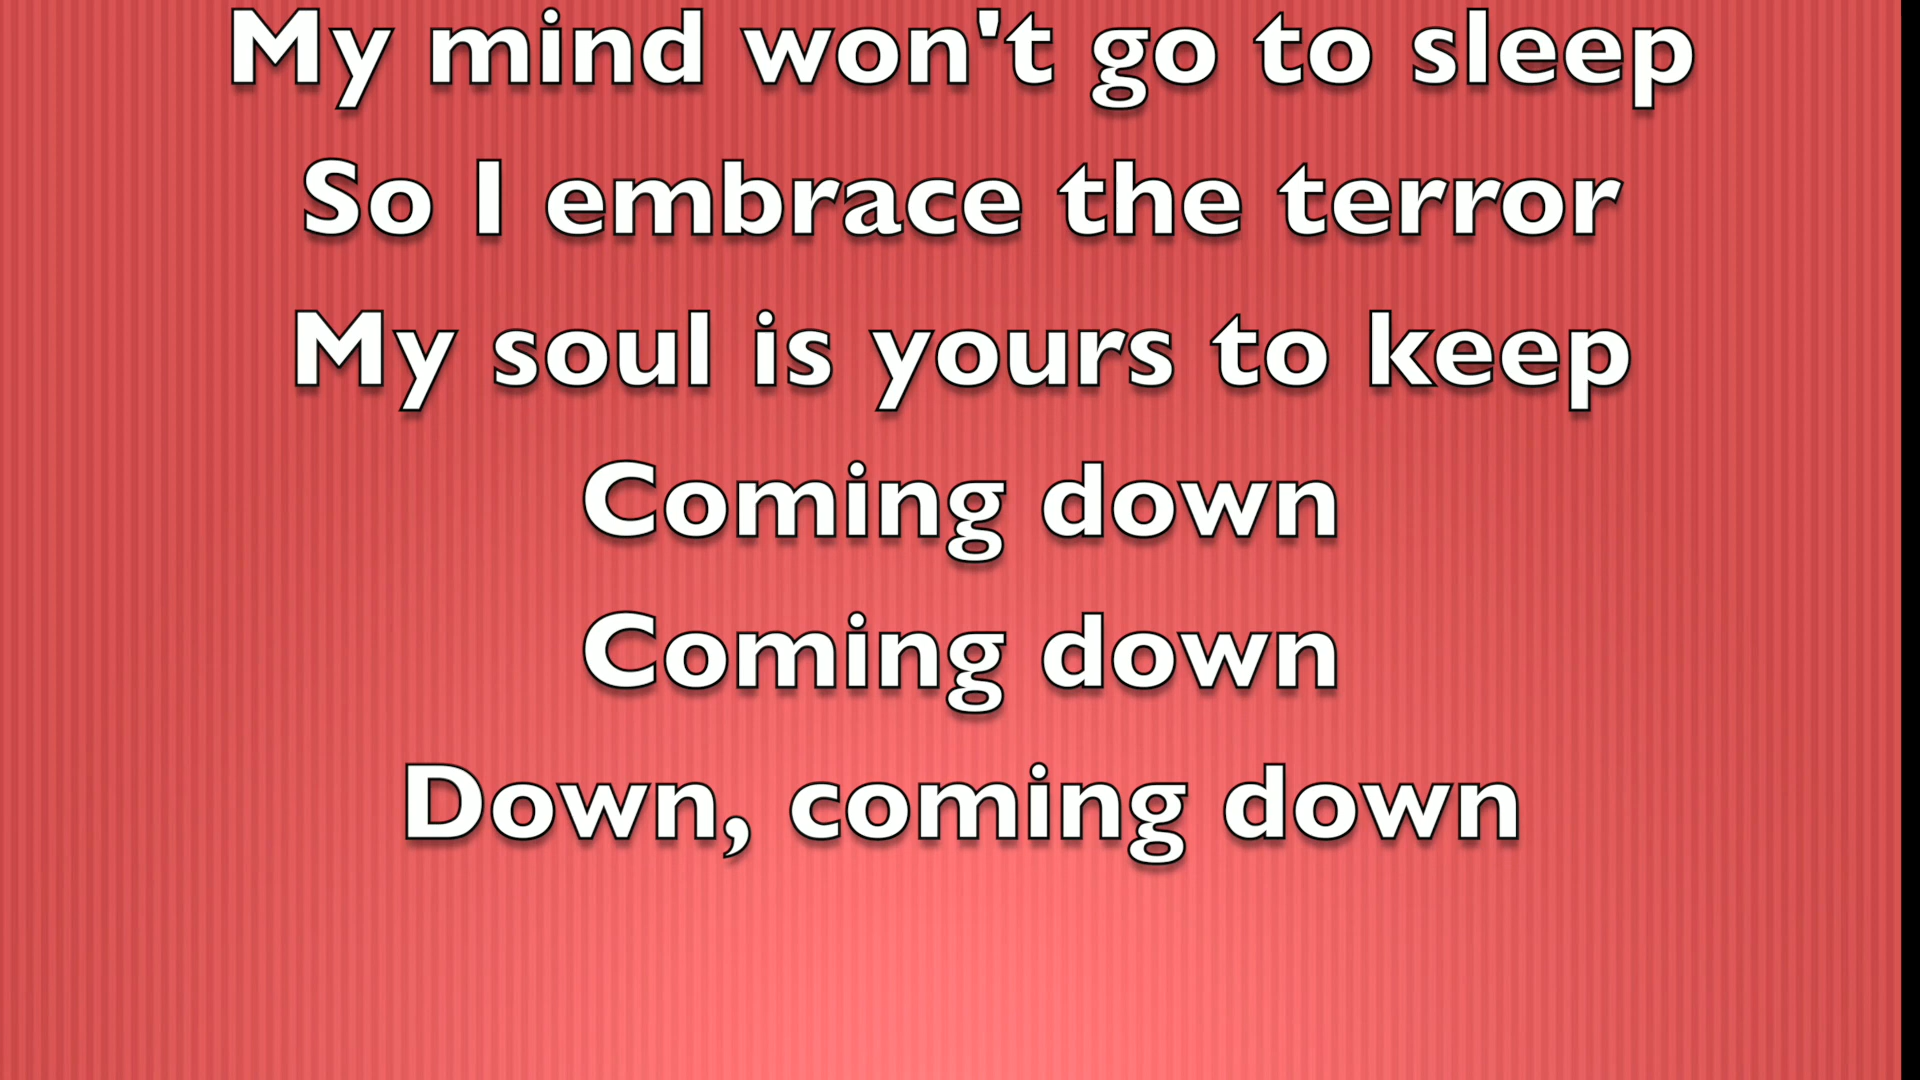 My mind won't go to sleep
So I embrace the terror
My soul is yours to keep
Coming down
Coming down
Down, coming down